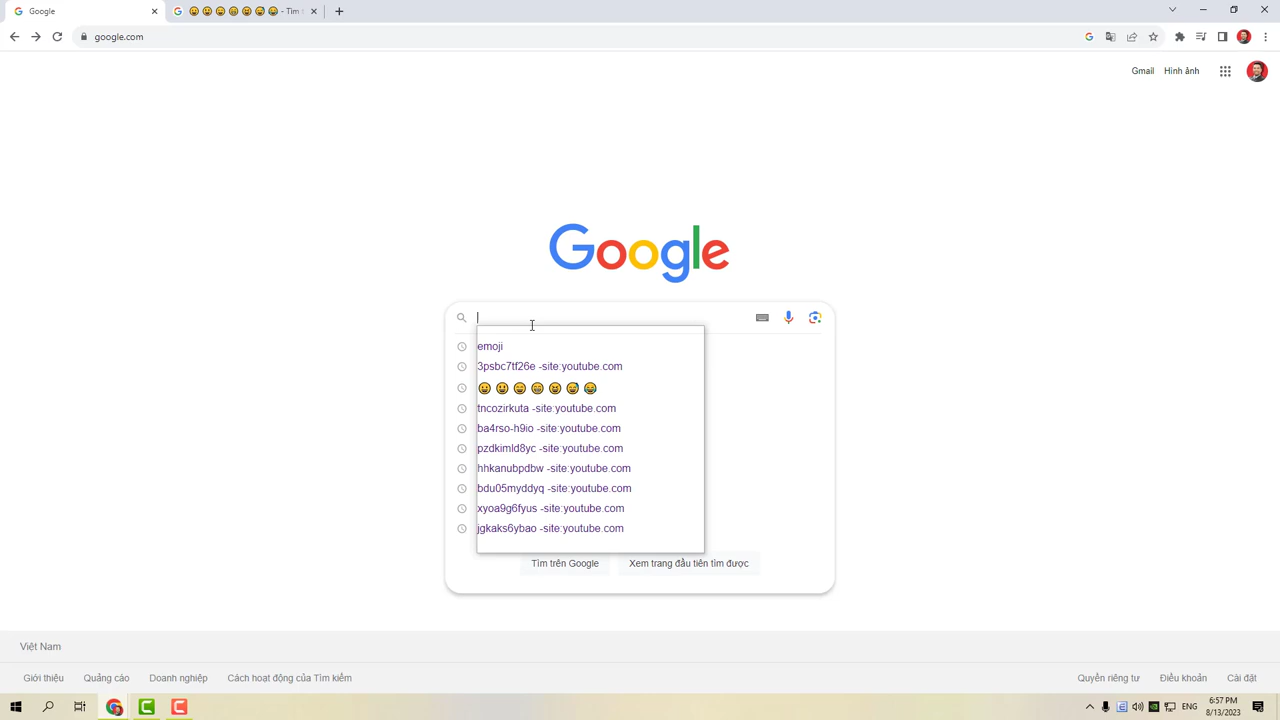 Google
😀 😃 😄 😁 😆 😅 😂 - Tìm
google.com
Gmail Hình ảnh
Google
emoji
3psbc7tf26e -site:youtube.com
😀 😃 😄 😁 😆 😅 😂
tncozirkuta -site:youtube.com
ba4rso-h9io -site:youtube.com
pzdkimld8yc -site:youtube.com
hhkanubpdbw -site:youtube.com
bdu05myddyq -site:youtube.com
xyoa9g6fyus -site:youtube.com
jgkaks6ybao -site:youtube.com
Tìm trên Google Xem trang đầu tiên tìm được
Việt Nam
Giới thiệu Quảng cáo Doanh nghiệp Cách hoạt động của Tìm kiếm Quyền riêng tư Điều khoản Cài đặt
ENG
6:57 PM
8/13/2023